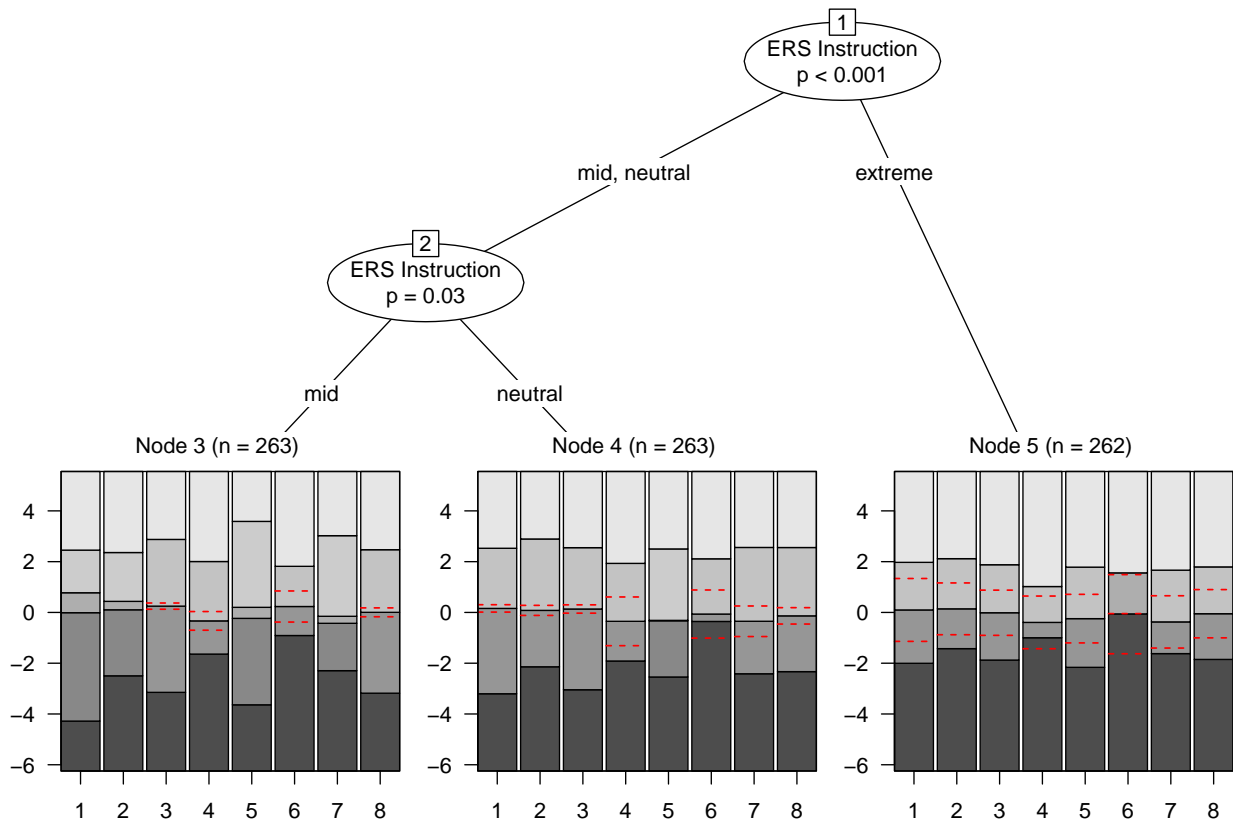 1
ERS Instruction
p < 0.001
mid, neutral
extreme
2
ERS Instruction
p = 0.03
mid
neutral
Node 3 (n = 263)
4
2
0
−2
−4
−6
1 2 3 4 5 6 7 8
Node 4 (n = 263)
4
2
0
−2
−4
−6
1 2 3 4 5 6 7 8
Node 5 (n = 262)
4
2
0
−2
−4
−6
1 2 3 4 5 6 7 8